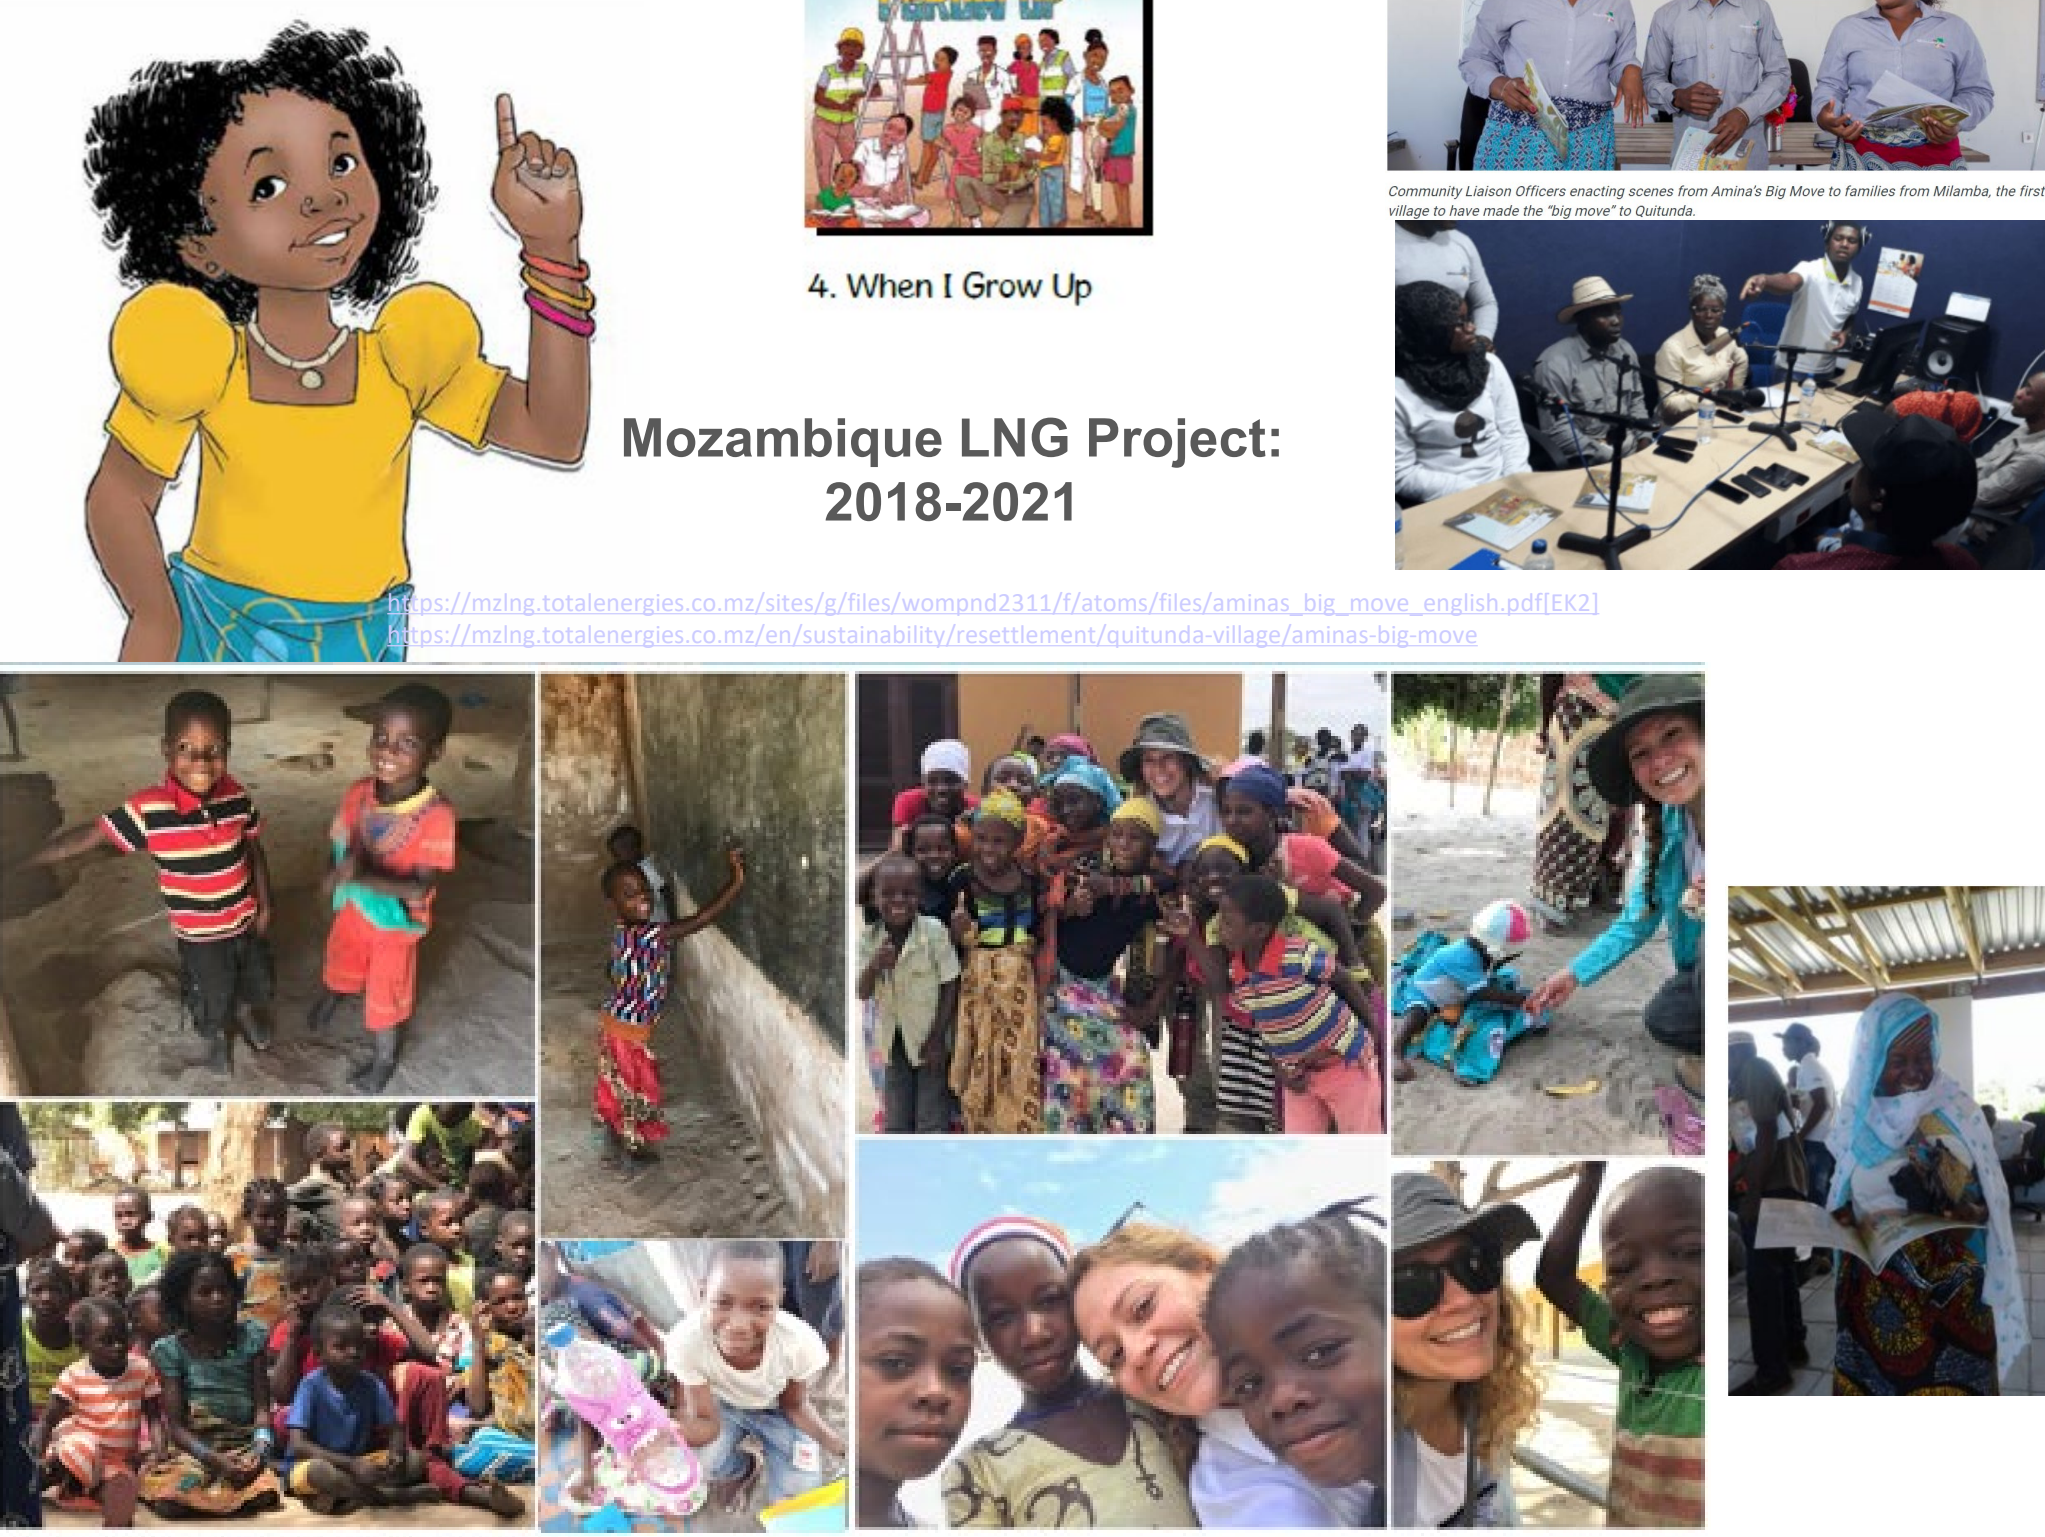 4. When I Grow Up
Community Liaison Officers enacting scenes from Amina's Big Move to families from Milamba, the first
village to have made the "big move" to Quitunda.
Mozambique LNG Project:
2018-2021
https://mzlng.totalenergies.co.mz/sites/g/files/wompnd2311/f/atoms/files/aminas_big_move_english.pdf[EK2]
https://mzlng.totalenergies.co.mz/en/sustainability/resettlement/quitunda-village/aminas-big-move